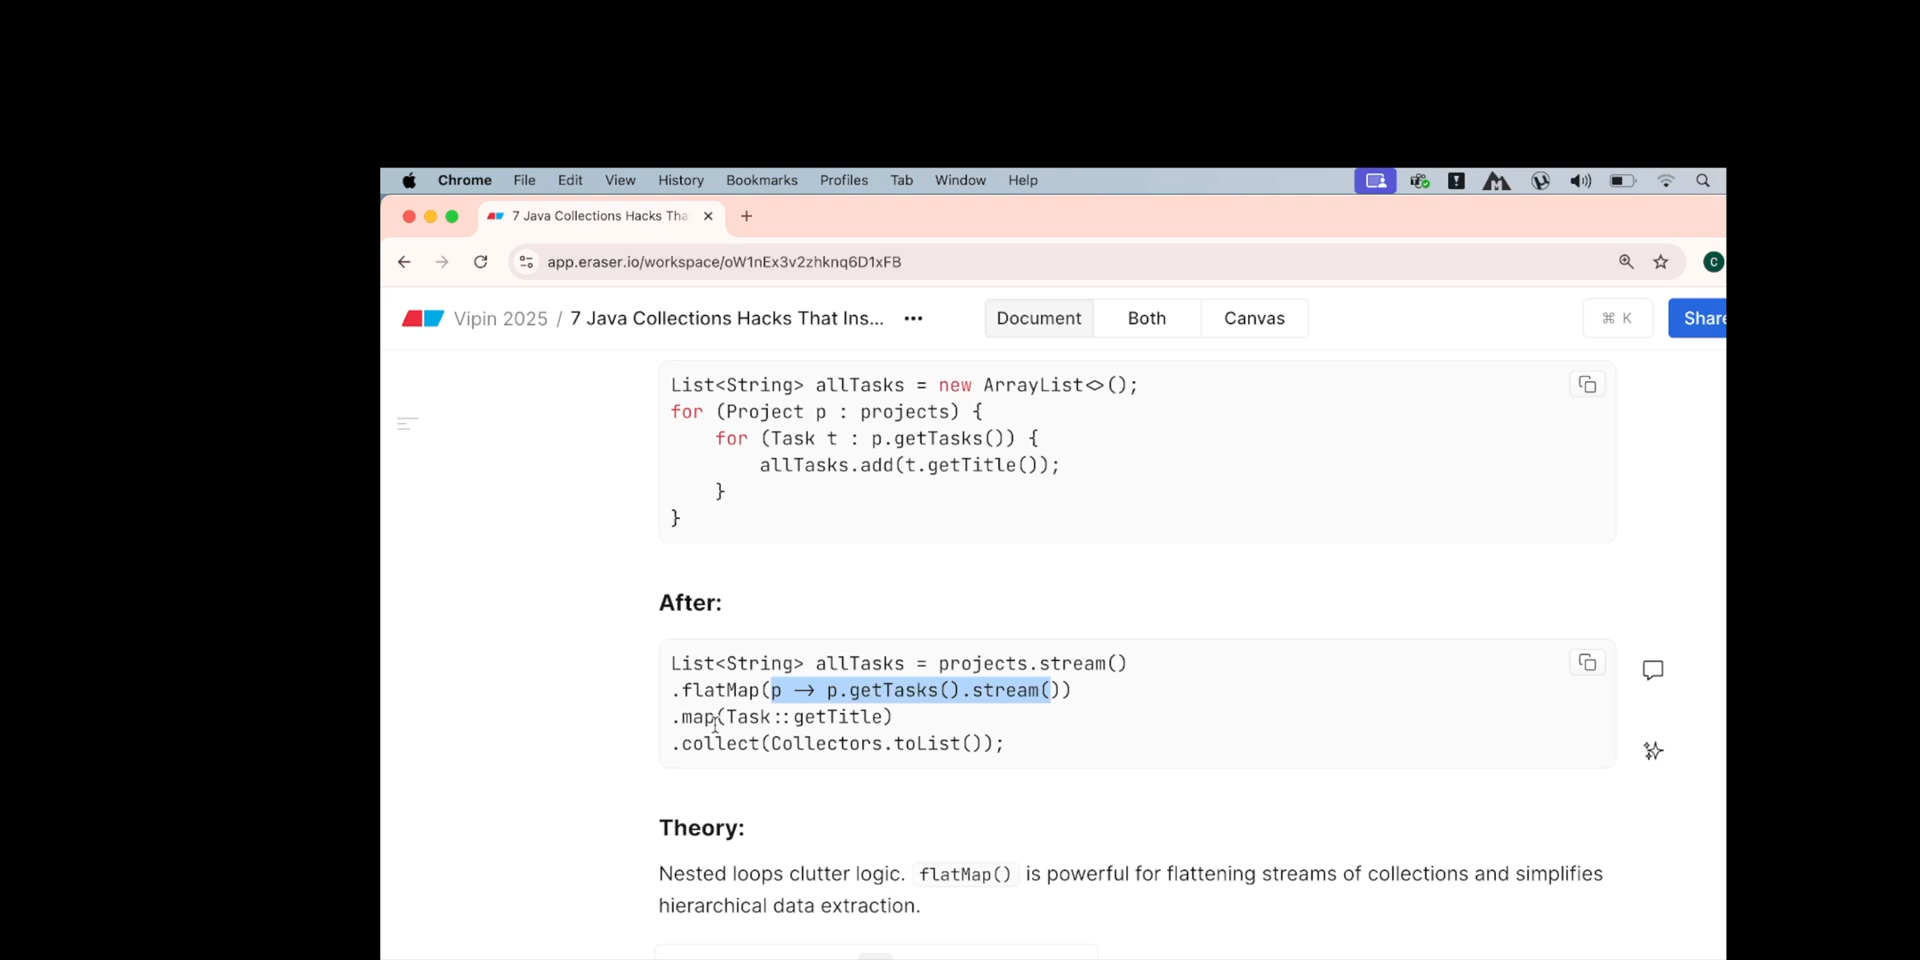 Chrome File Edit View History Bookmarks Profiles Tab Window Help
7 Java Collections Hacks Tha
app.eraser.io/workspace/oW1nEx3v2zhknq6D1xFB
C
Vipin 2025 / 7 Java Collections Hacks That Ins... ••• Document Both Canvas ⌘ K Share
List<String> allTasks = new ArrayList<>();
for (Project p : projects) {
for (Task t : p.getTasks()) {
allTasks.add(t.getTitle());
}
}
After:
List<String> allTasks = projects.stream()
.flatMap(p -> p.getTasks().stream())
.map(Task::getTitle)
.collect(Collectors.toList());
Theory:
Nested loops clutter logic. flatMap() is powerful for flattening streams of collections and simplifies
hierarchical data extraction.